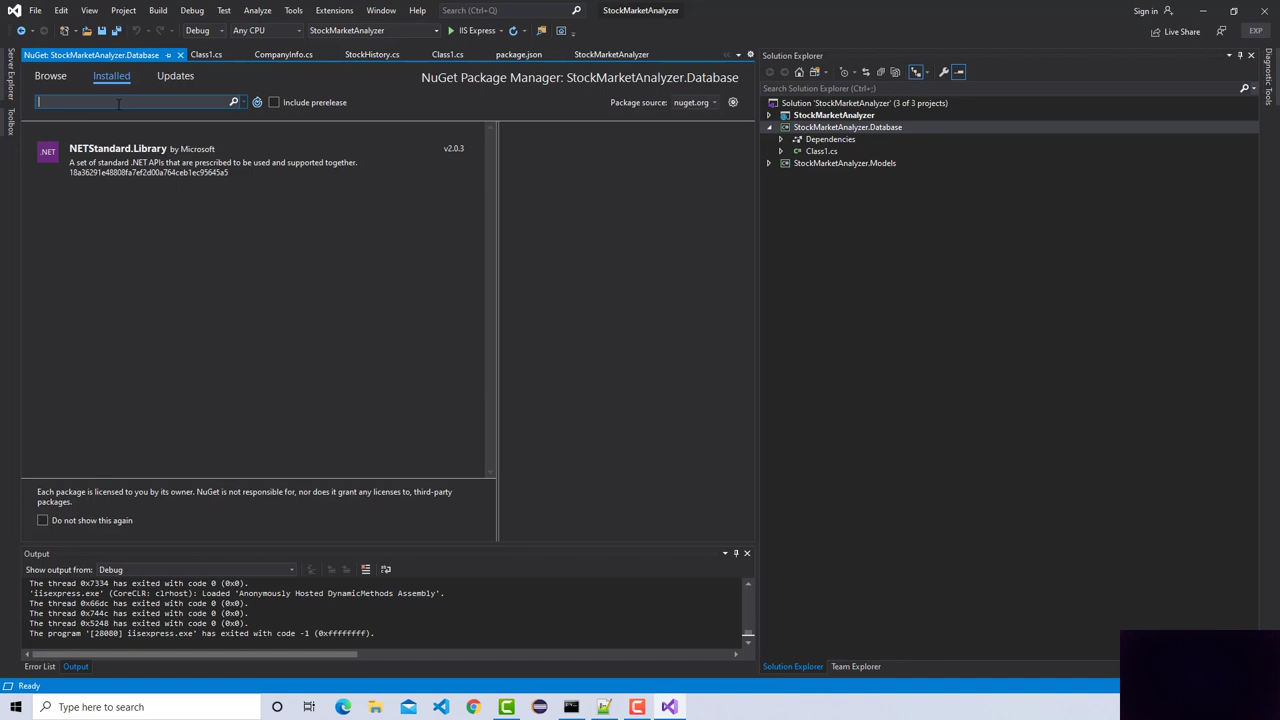 File Edit View Project Build Debug Test Analyze Tools Extensions Window Help Search (Ctrl+Q) StockMarketAnalyzer Sign in
Debug Any CPU StockMarketAnalyzer IIS Express Live Share EXP
Server Explorer
Toolbox
NuGet: StockMarketAnalyzer.Database Class1.cs CompanyInfo.cs StockHistory.cs Class1.cs package.json StockMarketAnalyzer
Browse Installed Updates NuGet Package Manager: StockMarketAnalyzer.Database
Include prerelease Package source: nuget.org
.NET NETStandard.Library by Microsoft v2.0.3
A set of standard .NET APIs that are prescribed to be used and supported together.
18a36291e48808fa7ef2d00a764ceb1ec95645a5
Each package is licensed to you by its owner. NuGet is not responsible for, nor does it grant any licenses to, third-party
packages.
Do not show this again
Output
Show output from: Debug
The thread 0x7334 has exited with code 0 (0x0).
'iisexpress.exe' (CoreCLR: clrhost): Loaded 'Anonymously Hosted DynamicMethods Assembly'.
The thread 0x66dc has exited with code 0 (0x0).
The thread 0x744c has exited with code 0 (0x0).
The thread 0x5248 has exited with code 0 (0x0).
The program '[28080] iisexpress.exe' has exited with code -1 (0xffffffff).
Error List Output
Solution Explorer
Search Solution Explorer (Ctrl+;)
Solution 'StockMarketAnalyzer' (3 of 3 projects)
StockMarketAnalyzer
StockMarketAnalyzer.Database
Dependencies
C# Class1.cs
StockMarketAnalyzer.Models
Solution Explorer Team Explorer
Diagnostic Tools
Ready
Type here to search